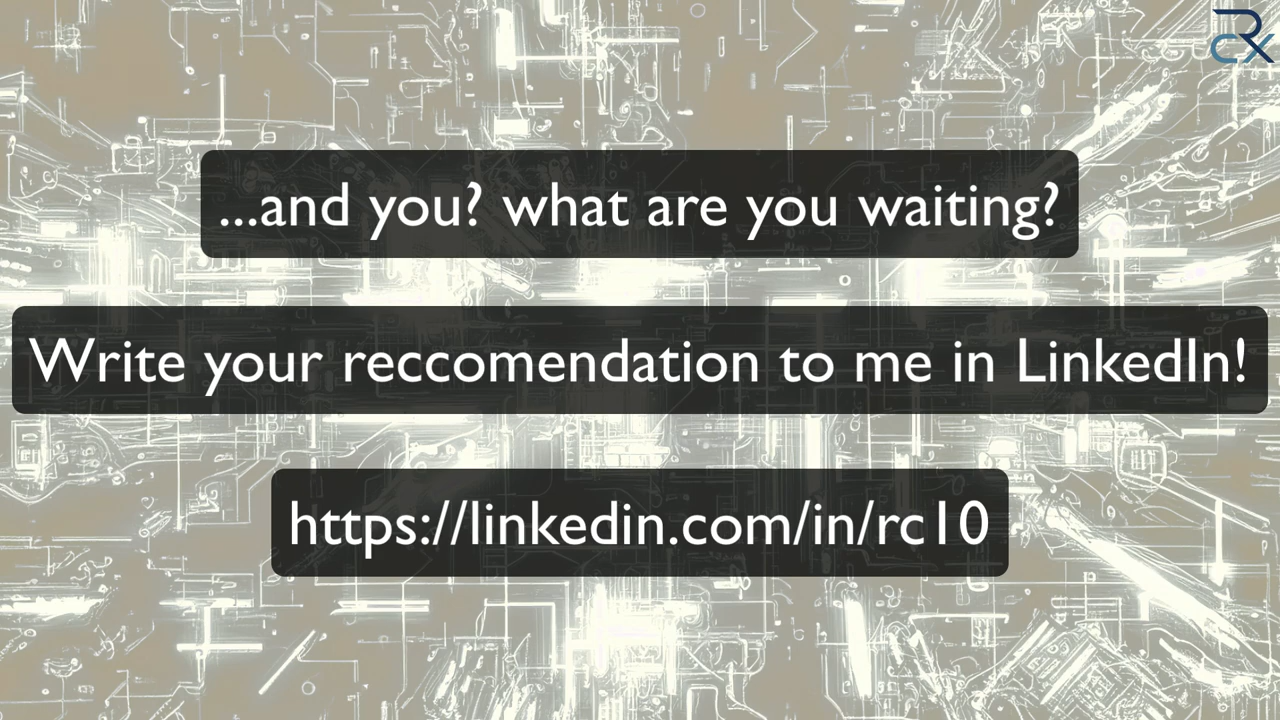 ...and you? what are you waiting?
Write your reccomendation to me in LinkedIn!
https://linkedin.com/in/rc10